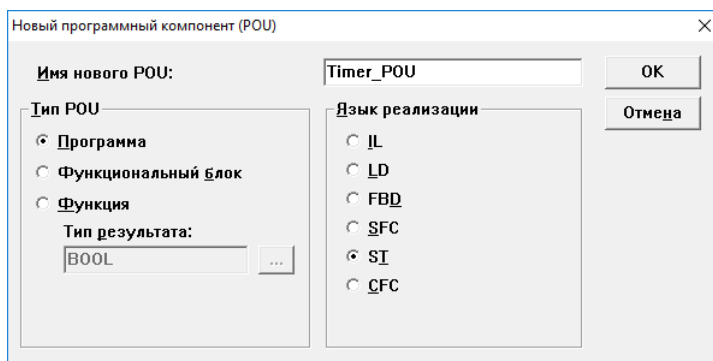 Новый программный компонент (POU)
Имя нового POU:
Timer_POU
OK
Отмена
Тип POU
Программа
Функциональный блок
Функция
Тип результата:
BOOL
...
Язык реализации
IL
LD
FBD
SFC
ST
CFC